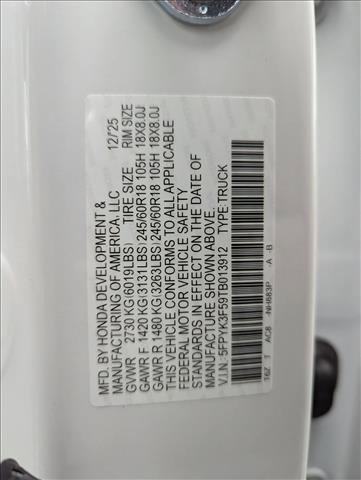 MFD. BY HONDA DEVELOPMENT &
MANUFACTURING OF AMERICA, LLC 12/25
GVWR 2730 KG(6019LBS) TIRE SIZE RIM SIZE
GAWR F 1420 KG(3131LBS) 245/60R18 105H 18X8.0J
GAWR R 1480 KG(3263LBS) 245/60R18 105H 18X8.0J
THIS VEHICLE CONFORMS TO ALL APPLICABLE
FEDERAL MOTOR VEHICLE SAFETY
STANDARDS IN EFFECT ON THE DATE OF
MANUFACTURE SHOWN ABOVE.
V.I.N.:5FPYK3F59TB013912 TYPE:TRUCK
T6Z T AC8 -NH883P -A -B